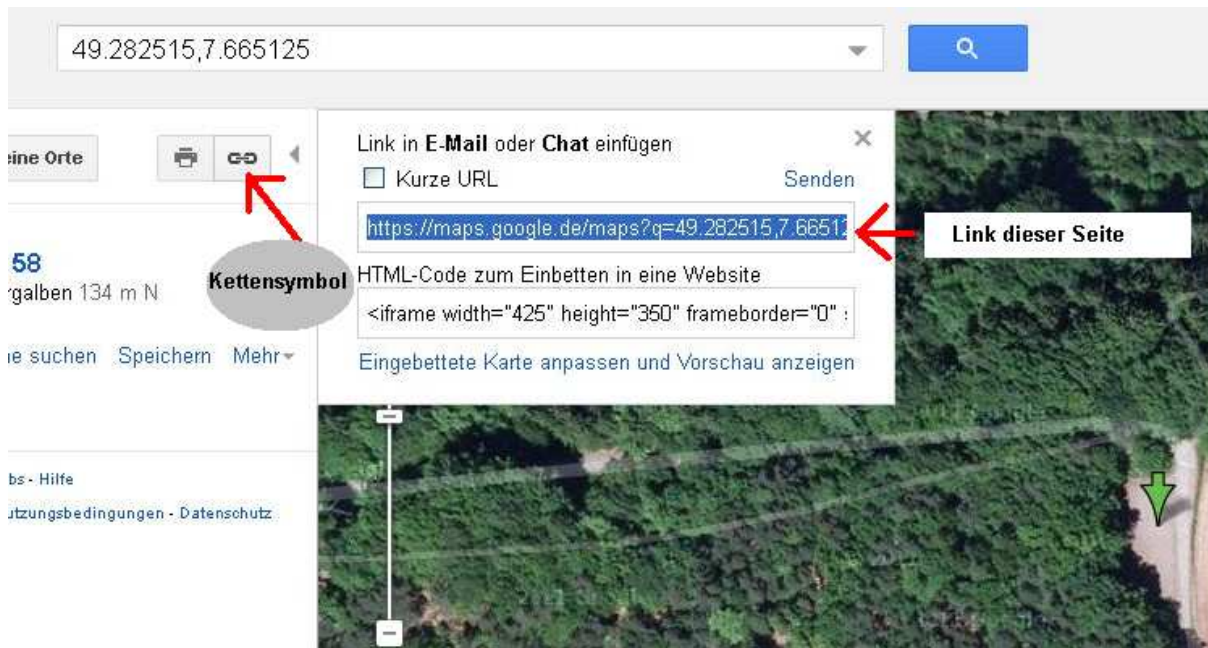 49.282515,7.665125
eine Orte
Link in E-Mail oder Chat einfügen
Kurze URL
Senden
https://maps.google.de/maps?q=49.282515,7.66512
Link dieser Seite
58
rgalben 134 m N
Kettensymbol
HTML-Code zum Einbetten in eine Website
<iframe width="425" height="350" frameborder="0" s
ne suchen Speichern Mehr
Eingebettete Karte anpassen und Vorschau anzeigen
bs - Hilfe
utzungsbedingungen - Datenschutz